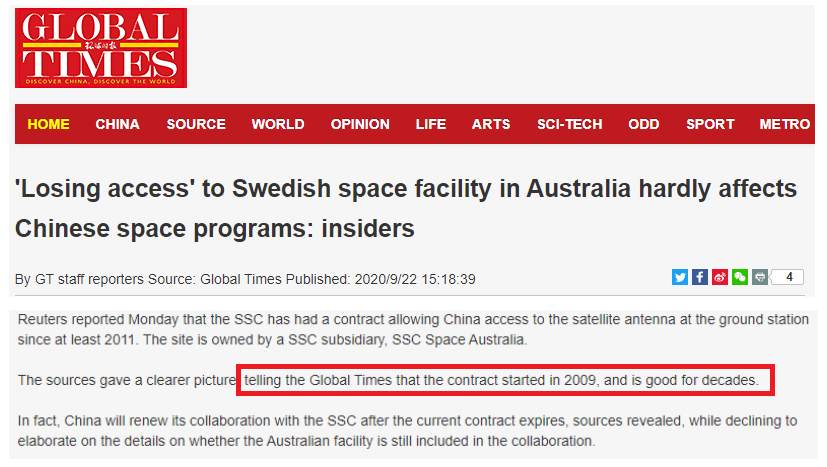 GLOBAL
环球时报
TIMES
DISCOVER CHINA, DISCOVER THE WORLD
HOME CHINA SOURCE WORLD OPINION LIFE ARTS SCI-TECH ODD SPORT METRO
'Losing access' to Swedish space facility in Australia hardly affects
Chinese space programs: insiders
By GT staff reporters Source: Global Times Published: 2020/9/22 15:18:39
4
Reuters reported Monday that the SSC has had a contract allowing China access to the satellite antenna at the ground station
since at least 2011. The site is owned by a SSC subsidiary, SSC Space Australia.
The sources gave a clearer picture telling the Global Times that the contract started in 2009, and is good for decades.
In fact, China will renew its collaboration with the SSC after the current contract expires, sources revealed, while declining to
elaborate on the details on whether the Australian facility is still included in the collaboration.